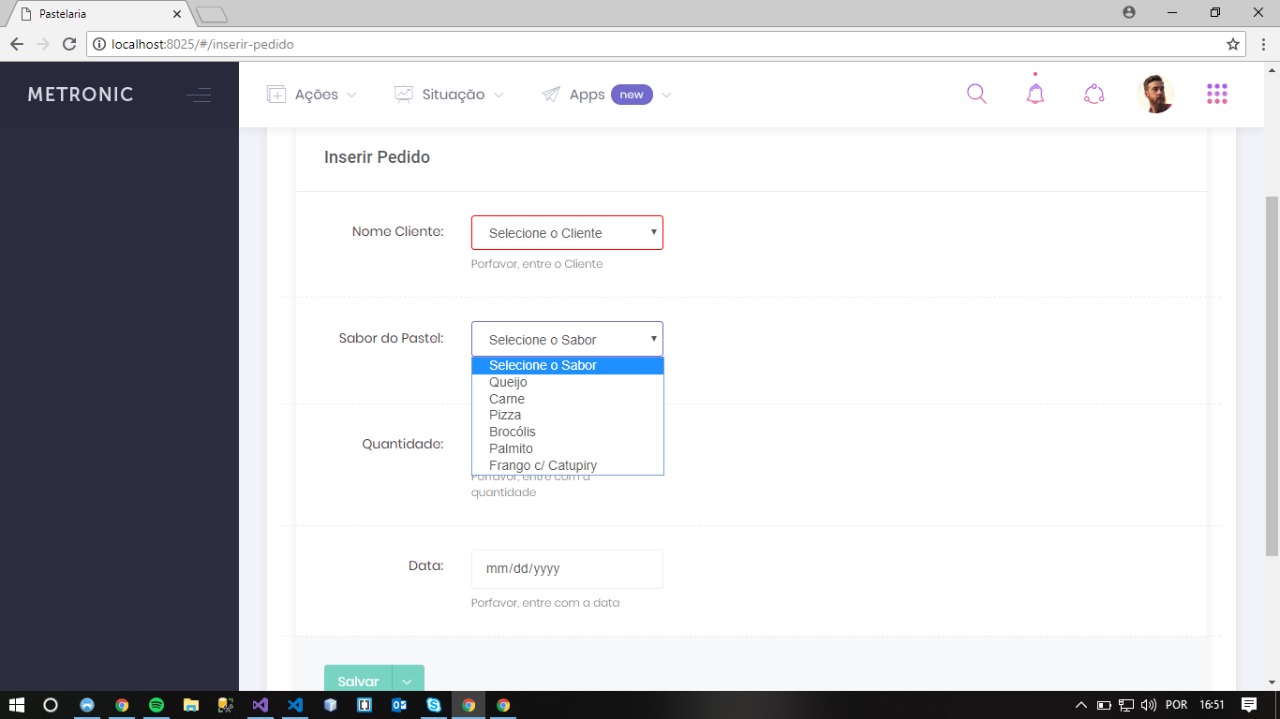 Pastelaria
localhost:8025/#/inserir-pedido
METRONIC
Ações
Situação
Apps
new
Inserir Pedido
Nome Cliente:
Selecione o Cliente
Porfavor, entre o Cliente
Sabor do Pastel:
Selecione o Sabor
Selecione o Sabor
Queijo
Carne
Pizza
Brocólis
Palmito
Frango c/ Catupiry
Quantidade:
Porfavor, entre com a
quantidade
Data:
mm/dd/yyyy
Porfavor, entre com a data
Salvar
POR
16:51